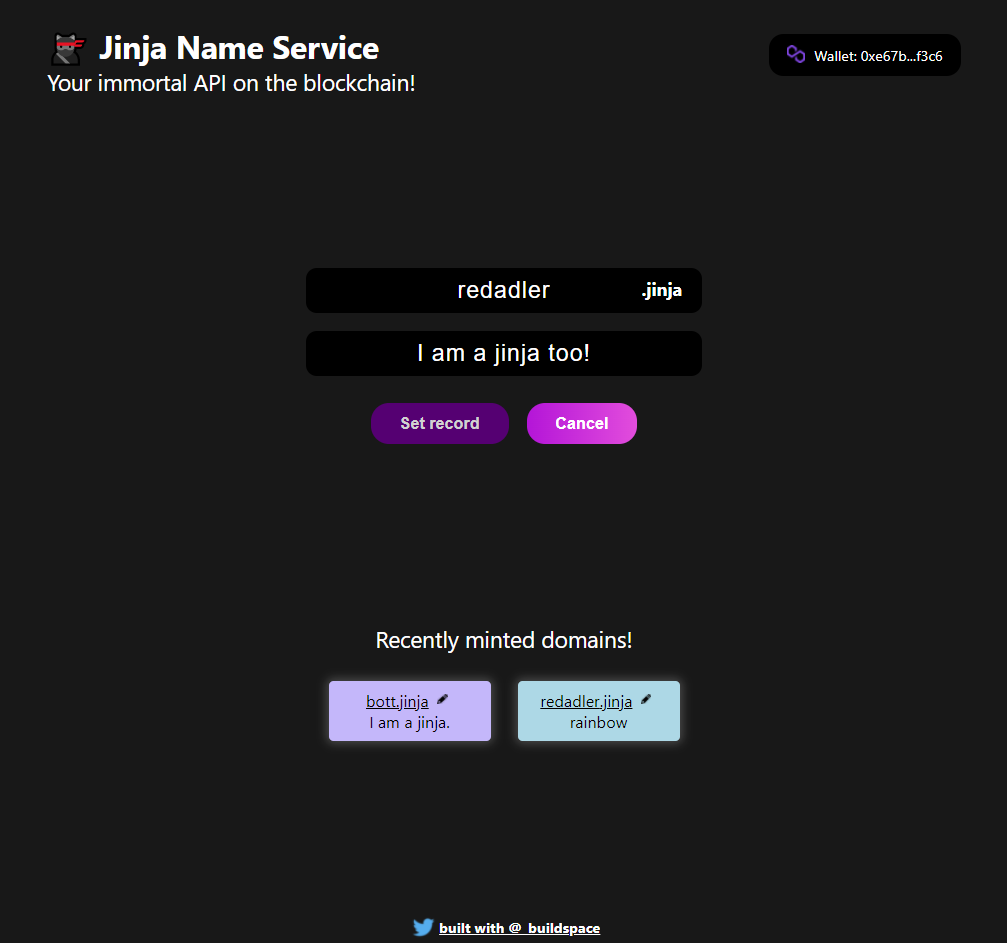 Jinja Name Service
Your immortal API on the blockchain!
Wallet: 0xe67b...f3c6
redadler .jinja
I am a jinja too!
Set record Cancel
Recently minted domains!
bott.jinja
I am a jinja.
redadler.jinja
rainbow
built with @_buildspace